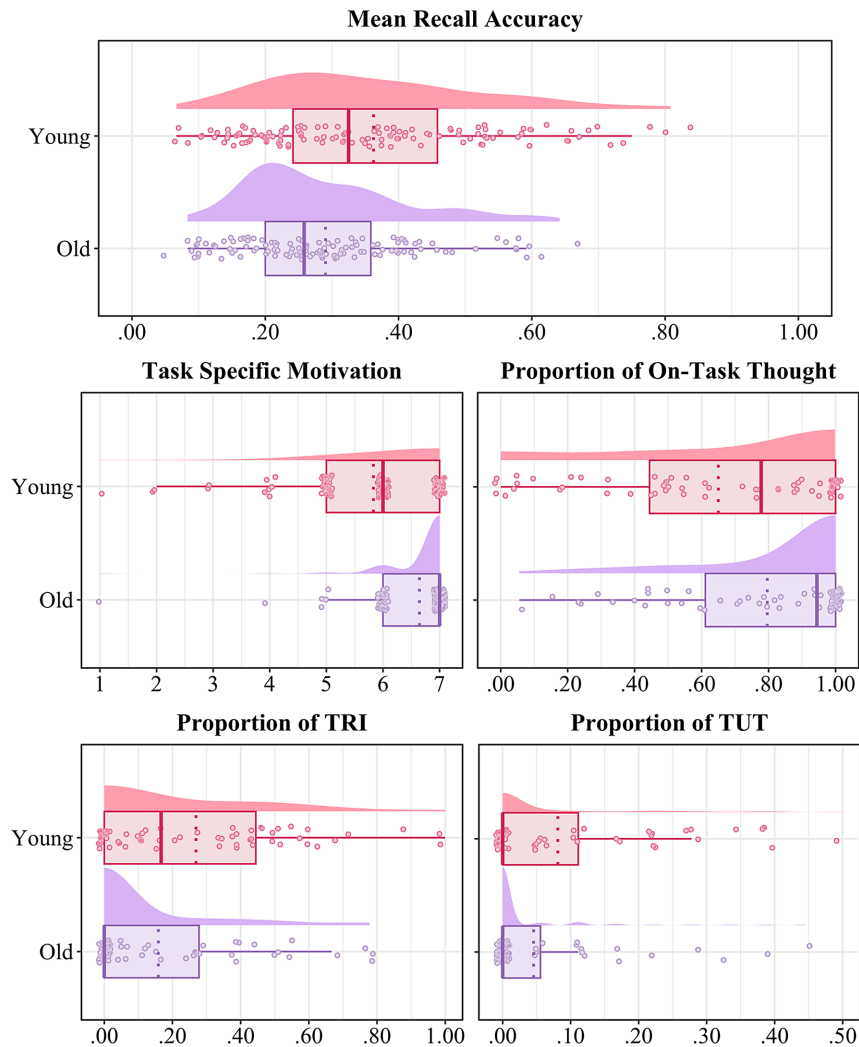 Mean Recall Accuracy
Young
Old
.00 .20 .40 .60 .80 1.00
Task Specific Motivation Proportion of On-Task Thought
Young
Old
1 2 3 4 5 6 7 .00 .20 .40 .60 .80 1.00
Proportion of TRI Proportion of TUT
Young
Old
.00 .20 .40 .60 .80 1.00 .00 .10 .20 .30 .40 .50